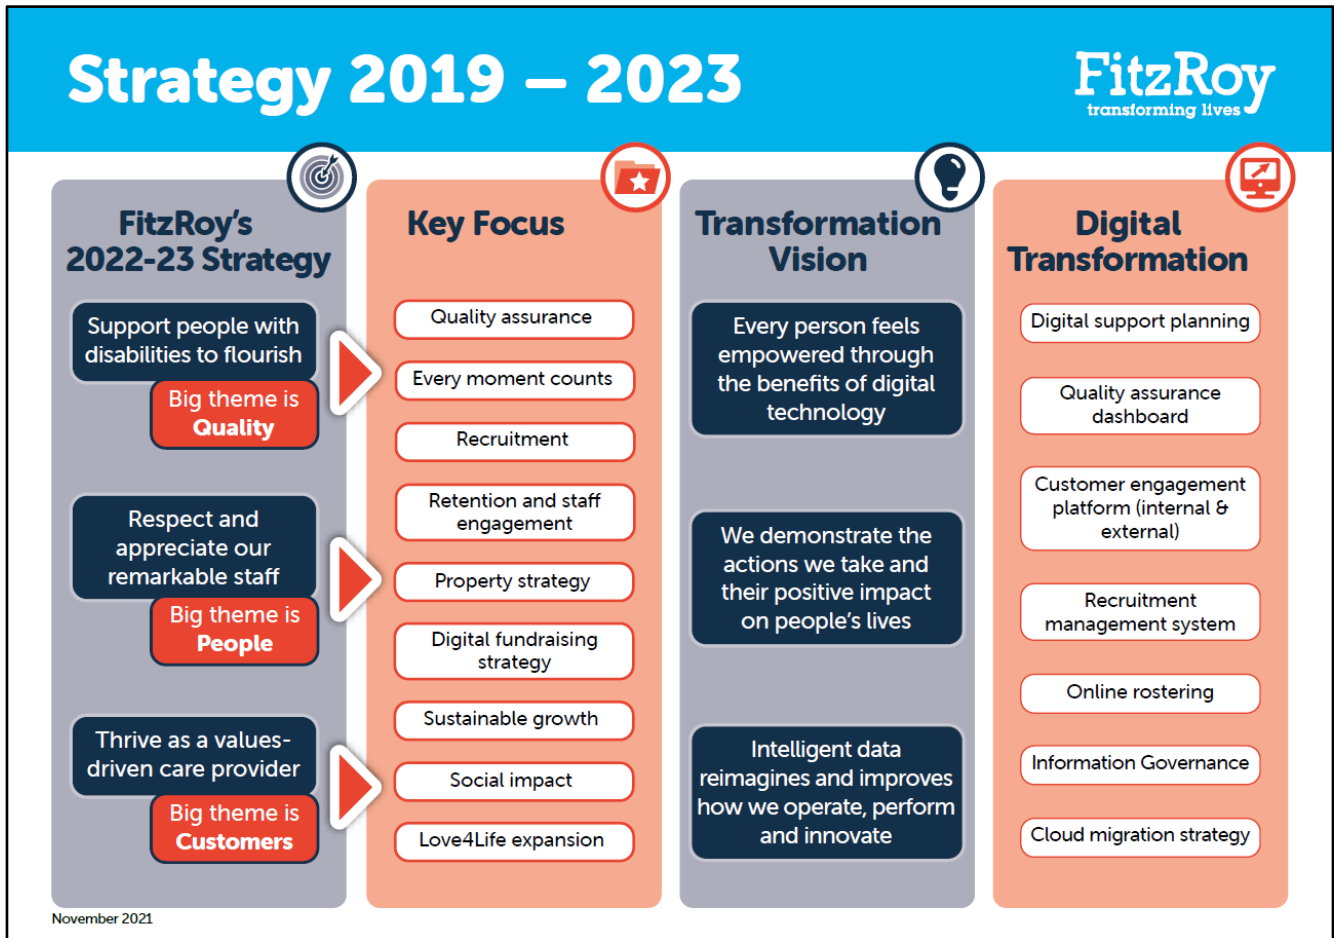 Strategy 2019 – 2023
FitzRoy
transforming lives
FitzRoy's
2022-23 Strategy
Support people with
disabilities to flourish
Big theme is
Quality
Respect and
appreciate our
remarkable staff
Big theme is
People
Thrive as a values-
driven care provider
Big theme is
Customers
Key Focus
Quality assurance
Every moment counts
Recruitment
Retention and staff
engagement
Property strategy
Digital fundraising
strategy
Sustainable growth
Social impact
Love4Life expansion
Transformation
Vision
Every person feels
empowered through
the benefits of digital
technology
We demonstrate the
actions we take and
their positive impact
on people's lives
Intelligent data
reimagines and improves
how we operate, perform
and innovate
Digital
Transformation
Digital support planning
Quality assurance
dashboard
Customer engagement
platform (internal &
external)
Recruitment
management system
Online rostering
Information Governance
Cloud migration strategy
November 2021